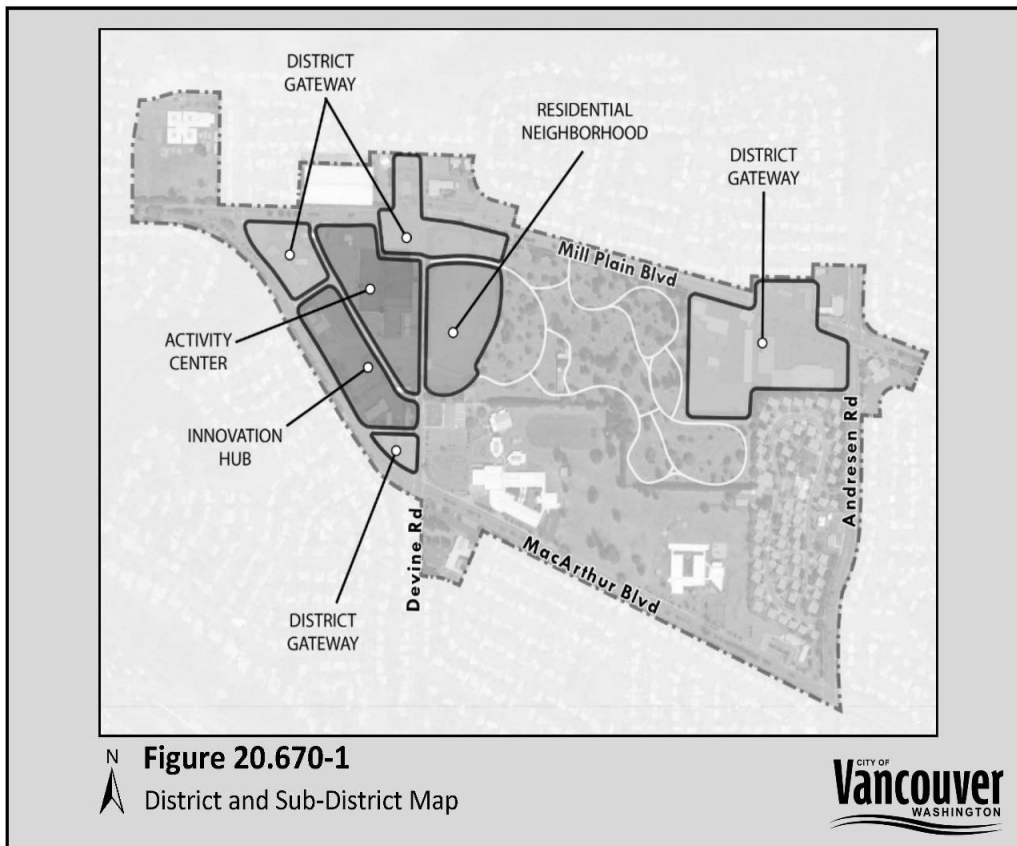 DISTRICT
GATEWAY
RESIDENTIAL
NEIGHBORHOOD
DISTRICT
GATEWAY
Mill Plain Blvd
ACTIVITY
CENTER
INNOVATION
HUB
DISTRICT
GATEWAY
Devine Rd
MacArthur Blvd
Andresen Rd
N
Figure 20.670-1
District and Sub-District Map
CITY OF
Vancouver
WASHINGTON